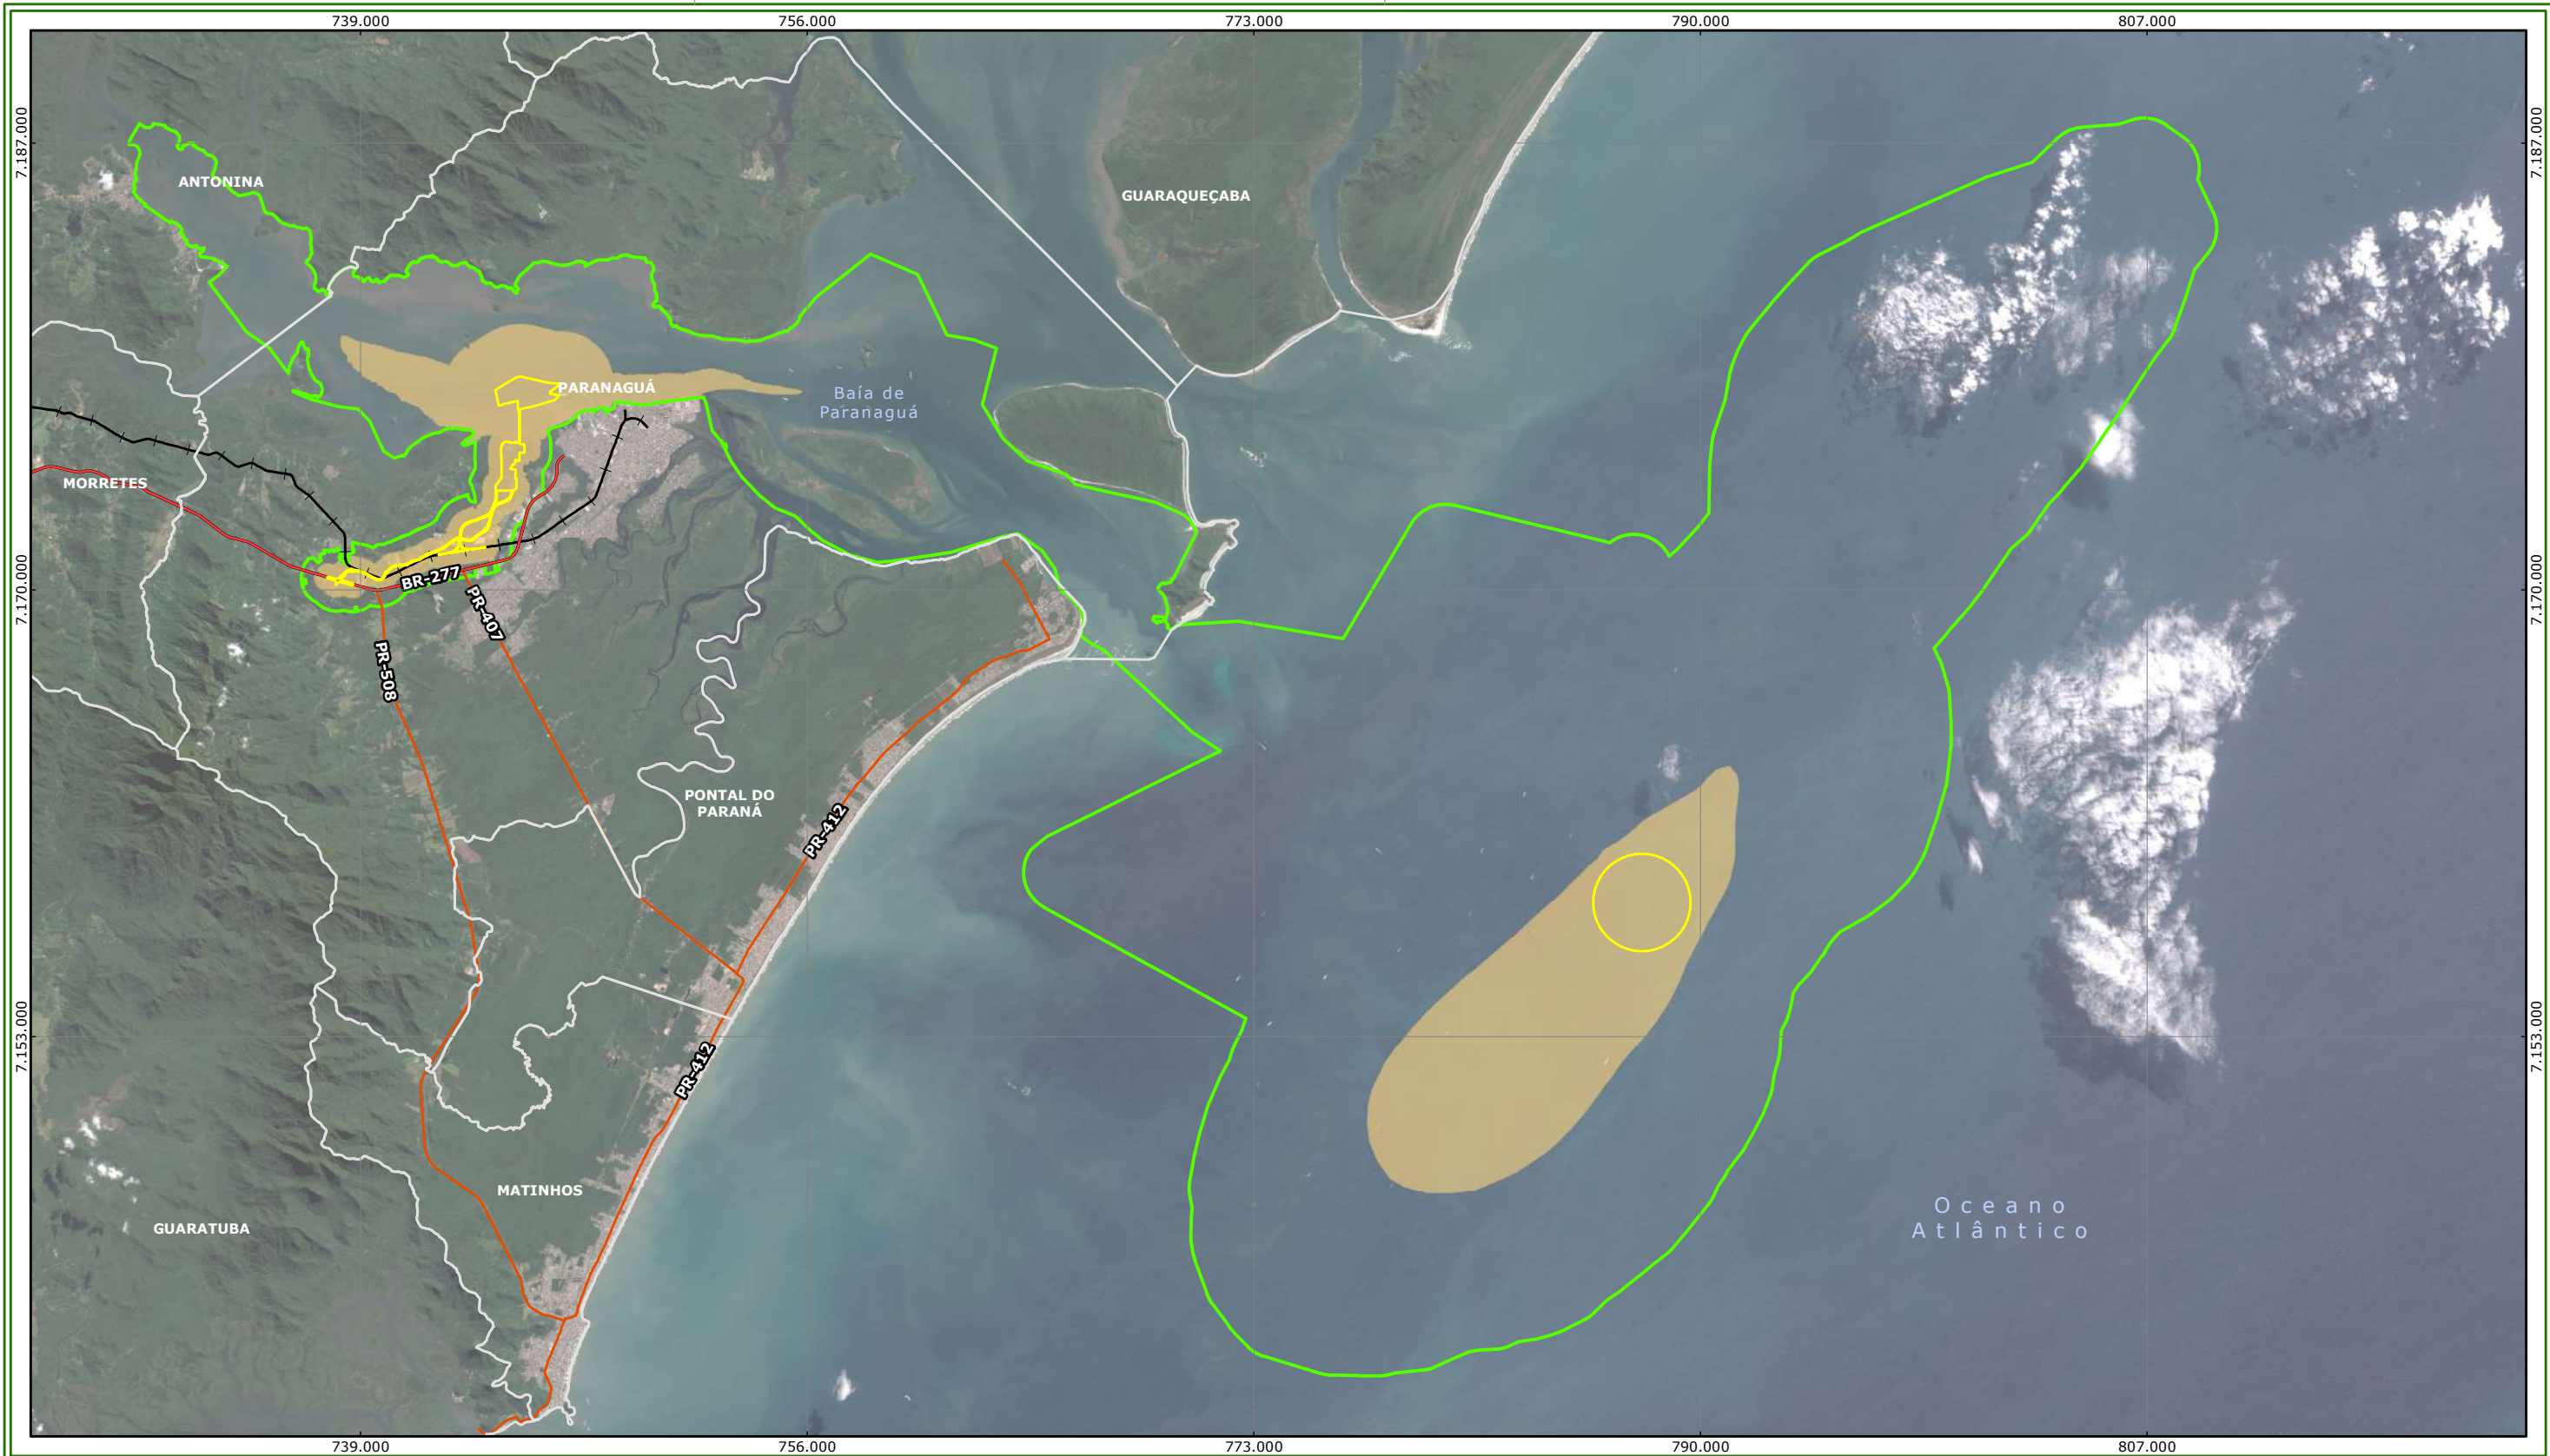 739.000
756.000
773.000
790.000
807.000
7.187.000
7.187.000
ANTONINA
GUARAQUEÇABA
PARANAGUÁ
Baía de
Paranaguá
MORRETES
BR-277
7.170.000
7.170.000
PR-407
PR-508
PONTAL DO
PARANÁ
PR-412
7.153.000
7.153.000
PR-412
MATINHOS
GUARATUBA
Oceano
Atlântico
739.000
756.000
773.000
790.000
807.000